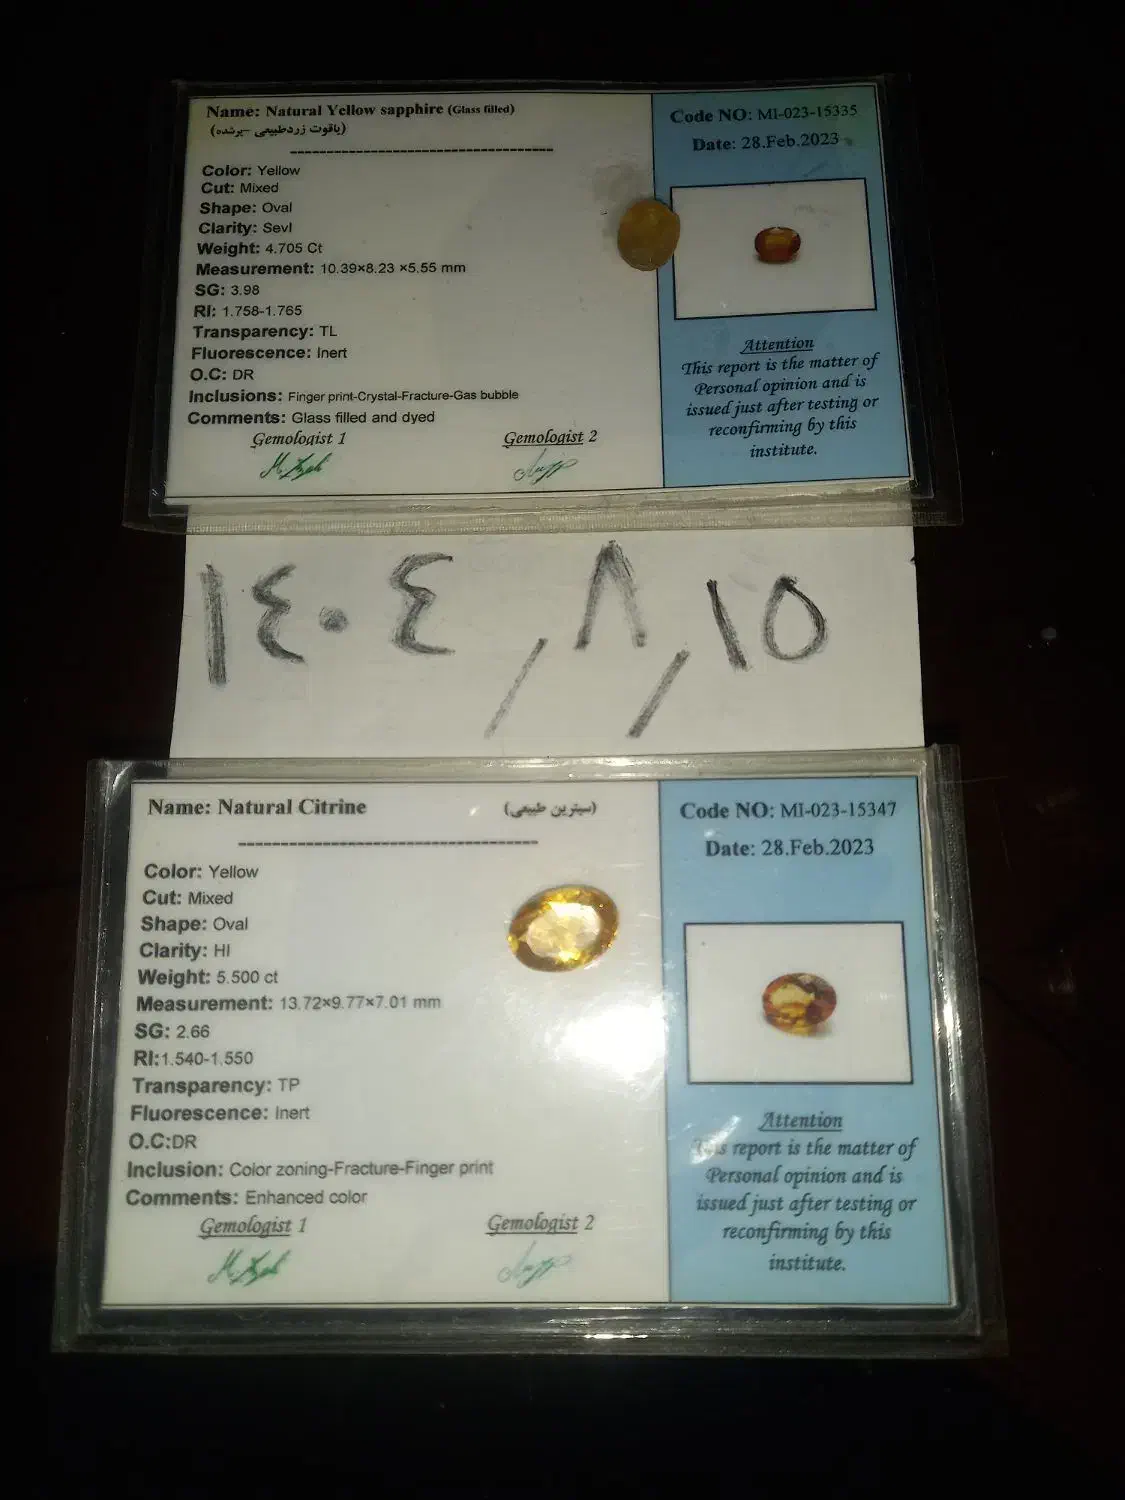 Name: Natural Yellow sapphire (Glass filled)
(یاقوت زردطبیعی -پرشده)
Color: Yellow
Cut: Mixed
Shape: Oval
Clarity: Sevl
Weight: 4.705 Ct
Measurement: 10.39×8.23 ×5.55 mm
SG: 3.98
RI: 1.758-1.765
Transparency: TL
Fluorescence: Inert
O.C: DR
Inclusions: Finger print-Crystal-Fracture-Gas bubble
Comments: Glass filled and dyed
Gemologist 1 Gemologist 2
Code NO: MI-023-15335
Date: 28.Feb.2023
Attention
This report is the matter of
Personal opinion and is
issued just after testing or
reconfirming by this
institute.
١٤٠٤/٨/١٥
Name: Natural Citrine (سیترین طبیعی)
Color: Yellow
Cut: Mixed
Shape: Oval
Clarity: HI
Weight: 5.500 ct
Measurement: 13.72×9.77×7.01 mm
SG: 2.66
RI:1.540-1.550
Transparency: TP
Fluorescence: Inert
O.C:DR
Inclusion: Color zoning-Fracture-Finger print
Comments: Enhanced color
Gemologist 1 Gemologist 2
Code NO: MI-023-15347
Date: 28.Feb.2023
Attention
This report is the matter of
Personal opinion and is
issued just after testing or
reconfirming by this
institute.